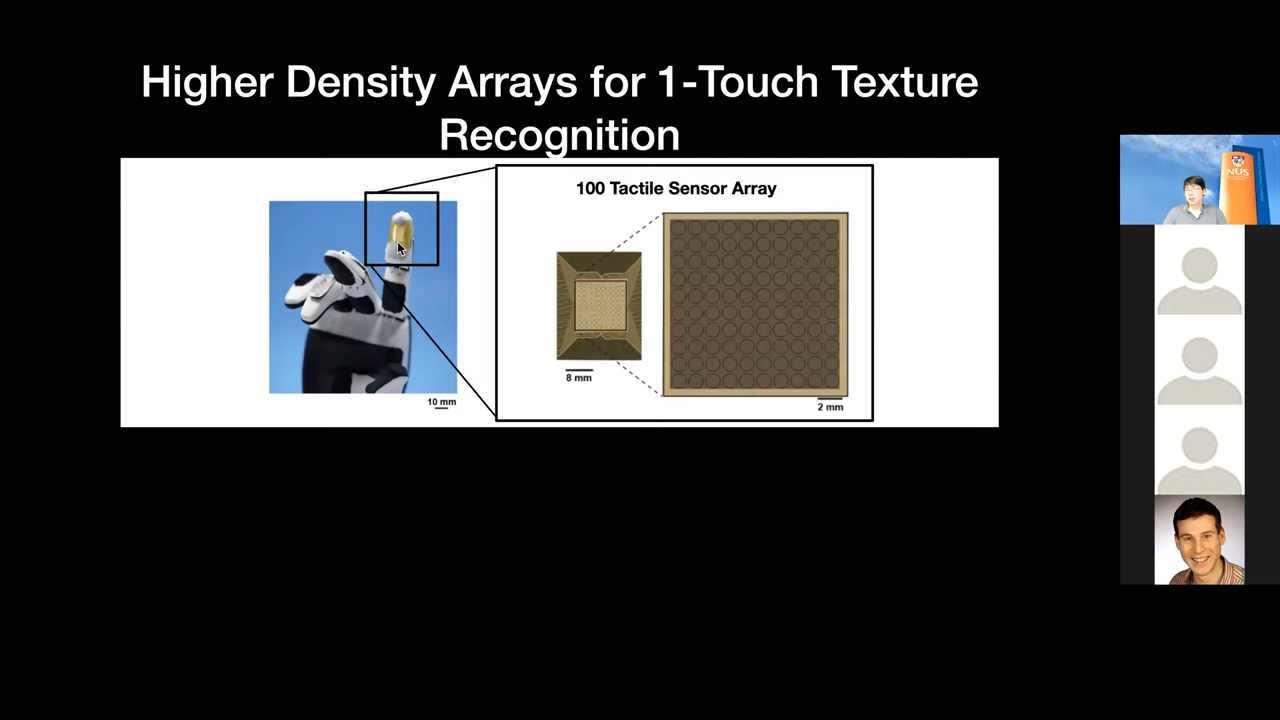 Higher Density Arrays for 1-Touch Texture
Recognition
100 Tactile Sensor Array
8 mm
2 mm
10 mm
NUS